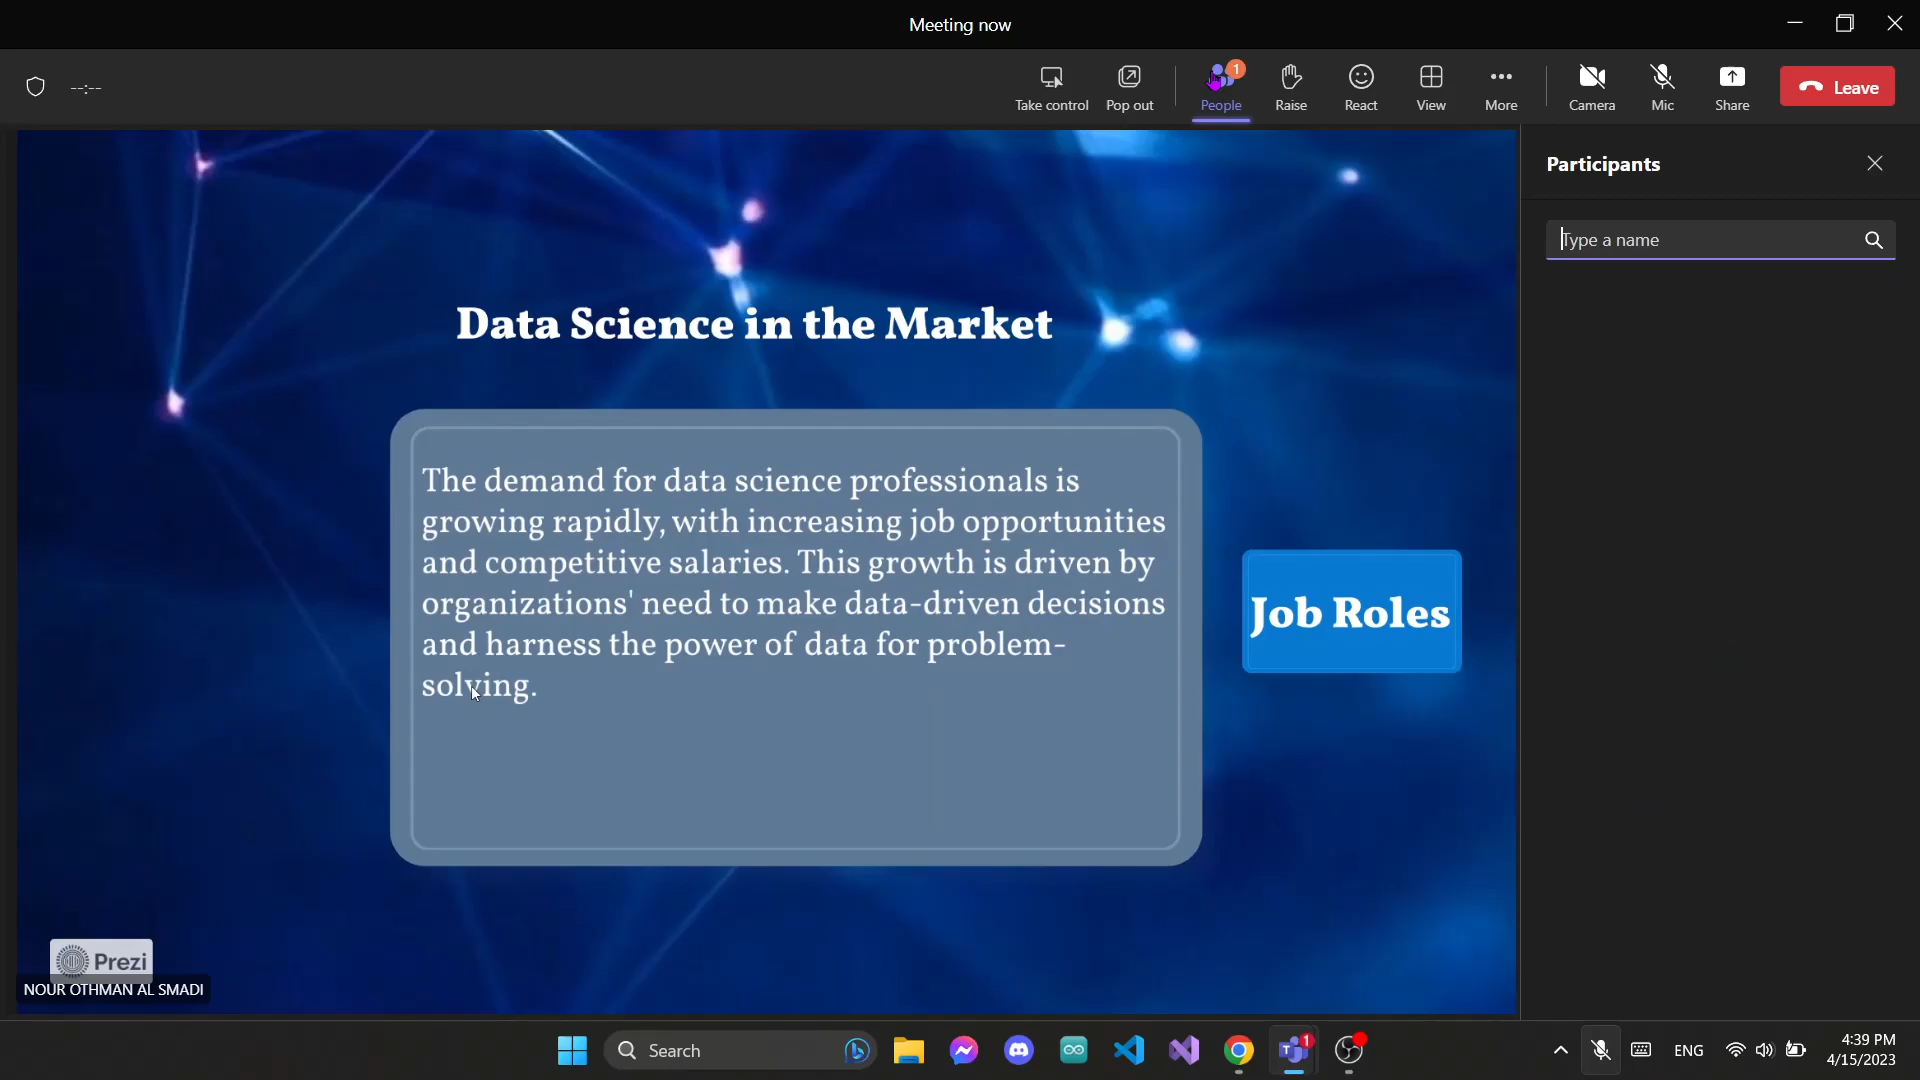 Meeting now
--:--
Take control
Pop out
1
People
Raise
React
View
More
Camera
Mic
Share
Leave
Participants
Type a name
Data Science in the Market
The demand for data science professionals is
growing rapidly, with increasing job opportunities
and competitive salaries. This growth is driven by
organizations' need to make data-driven decisions
and harness the power of data for problem-
solving.
Job Roles
Prezi
NOUR OTHMAN AL SMADI
Search
1
ENG
4:39 PM
4/15/2023